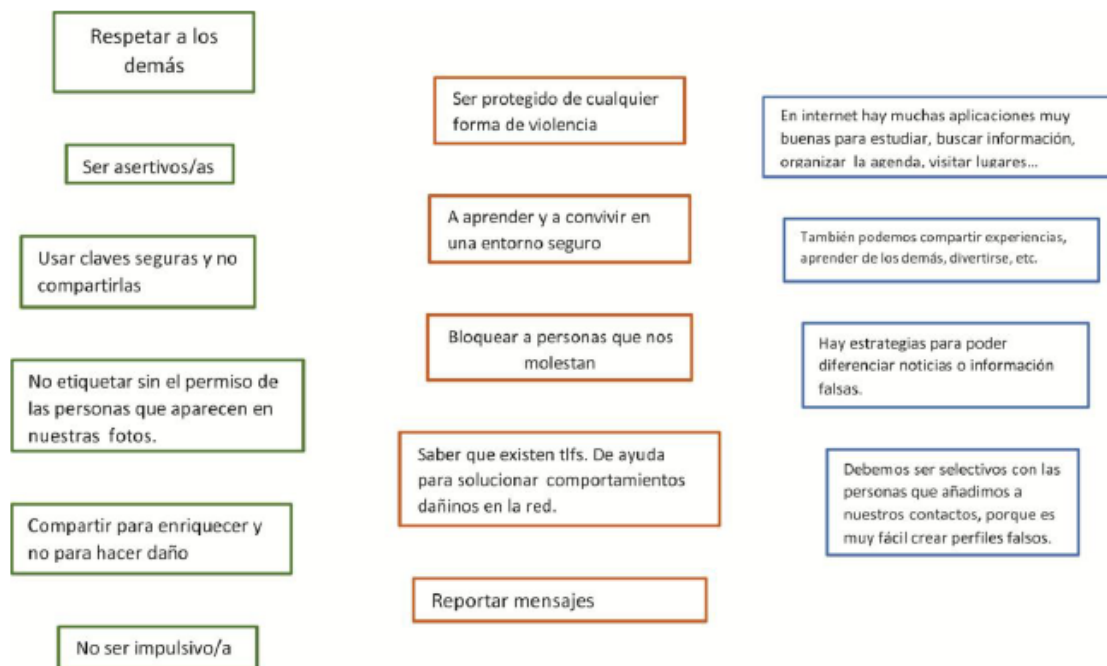 Respetar a los
demás
Ser asertivos/as
Usar claves seguras y no
compartirlas
No etiquetar sin el permiso de
las personas que aparecen en
nuestras fotos.
Compartir para enriquecer y
no para hacer daño
No ser impulsivo/a
Ser protegido de cualquier
forma de violencia
A aprender y a convivir en
una entorno seguro
Bloquear a personas que nos
molestan
Saber que existen tlfs. De ayuda
para solucionar comportamientos
dañinos en la red.
Reportar mensajes
En internet hay muchas aplicaciones muy
buenas para estudiar, buscar información,
organizar la agenda, visitar lugares...
También podemos compartir experiencias,
aprender de los demás, divertirse, etc.
Hay estrategias para poder
diferenciar noticias o información
falsas.
Debemos ser selectivos con las
personas que añadimos a
nuestros contactos, porque es
muy fácil crear perfiles falsos.